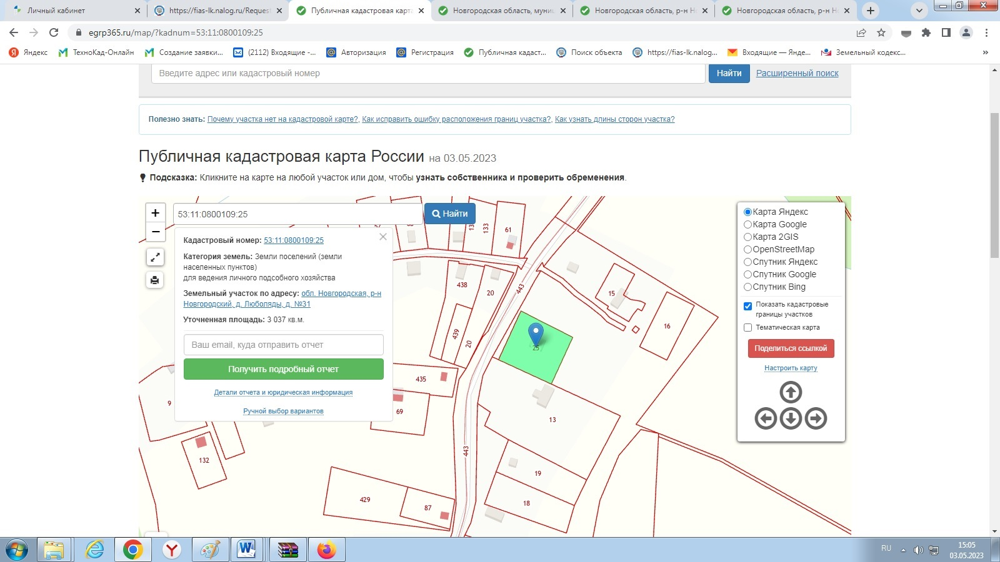 Личный кабинет
https://fias-lk.nalog.ru/Request
Публичная кадастровая карта
Новгородская область, муниц
Новгородская область, р-н Н
Новгородская область, р-н Но
egrp365.ru/map/?kadnum=53:11:0800109:25
Яндекс
ТехноКад-Онлайн
Создание заявки...
(2112) Входящие -...
Авторизация
Регистрация
Публичная кадаст...
Поиск объекта
https://fias-lk.nalog...
Входящие — Янде...
Земельный кодекс...
»
Введите адрес или кадастровый номер
Найти
Расширенный поиск
Полезно знать: Почему участка нет на кадастровой карте?, Как исправить ошибку расположения границ участка?, Как узнать длины сторон участка?
Публичная кадастровая карта России на 03.05.2023
Подсказка: Кликните на карте на любой участок или дом, чтобы узнать собственника и проверить обременения.
+
−
53:11:0800109:25
Найти
Кадастровый номер: 53:11:0800109:25
Категория земель: Земли поселений (земли
населенных пунктов)
для ведения личного подсобного хозяйства
Земельный участок по адресу: обл. Новгородская, р-н
Новгородский, д. Люболяды, д. №31
Уточненная площадь: 3 037 кв.м.
Ваш email, куда отправить отчет
Получить подробный отчет
Детали отчета и юридическая информация
Ручной выбор вариантов
133
61
438
20
443
15
16
439
20
25
435
69
9
13
132
443
19
18
429
87
Карта Яндекс
Карта Google
Карта 2GIS
OpenStreetMap
Спутник Яндекс
Спутник Google
Спутник Bing
Показать кадастровые
границы участков
Тематическая карта
Поделиться ссылкой
Настроить карту
RU
15:05
03.05.2023